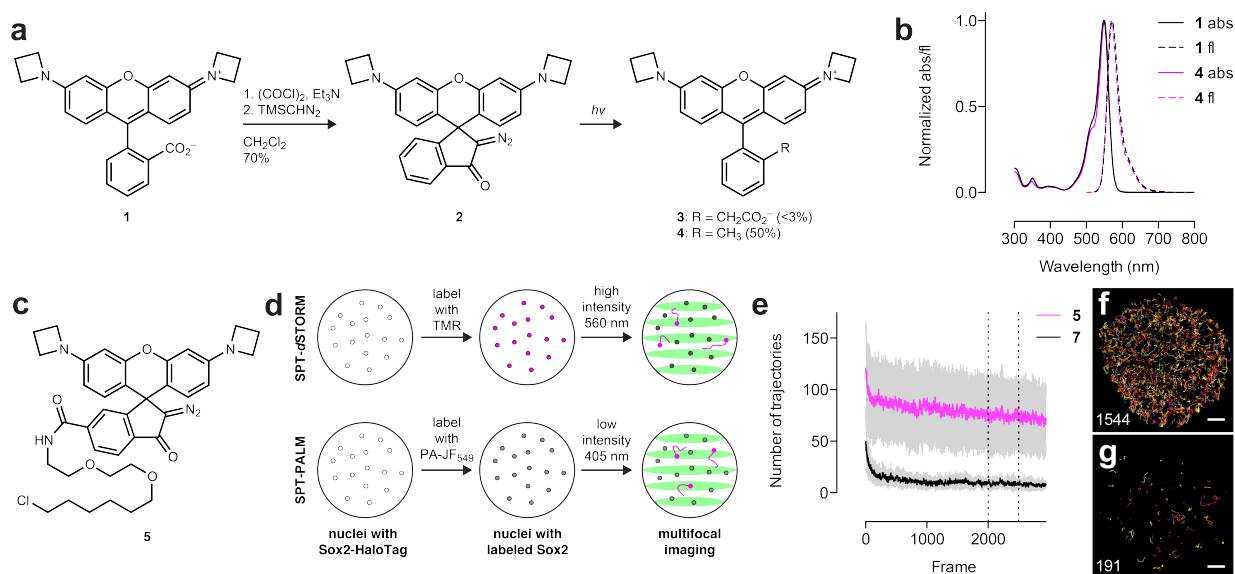 a
N
O
N⁺
CO₂⁻
1
1. (COCl)₂, Et₃N
2. TMSCHN₂
CH₂Cl₂
70%
N
O
N
N₂
O
2
hv
N
O
N⁺
R
3: R = CH₂CO₂⁻ (<3%)
4: R = CH₃ (50%)
b
Normalized abs/fl
1.0
0.5
0.0
300 400 500 600 700 800
Wavelength (nm)
1 abs
1 fl
4 abs
4 fl
c
N
O
N
N₂
O
O
HN
O
O
Cl
5
d
SPT-dSTORM
label
with
TMR
high
intensity
560 nm
SPT-PALM
label
with
PA-JF₅₄₉
low
intensity
405 nm
nuclei with
Sox2-HaloTag
nuclei with
labeled Sox2
multifocal
imaging
e
Number of trajectories
150
100
50
0
0 1000 2000
Frame
5
7
f
1544
g
191